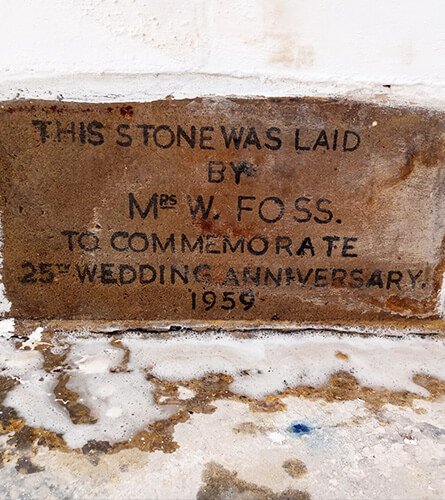 THIS STONE WAS LAID
BY
MRS W. FOSS.
TO COMMEMORATE
25TH WEDDING ANNIVERSARY.
1959